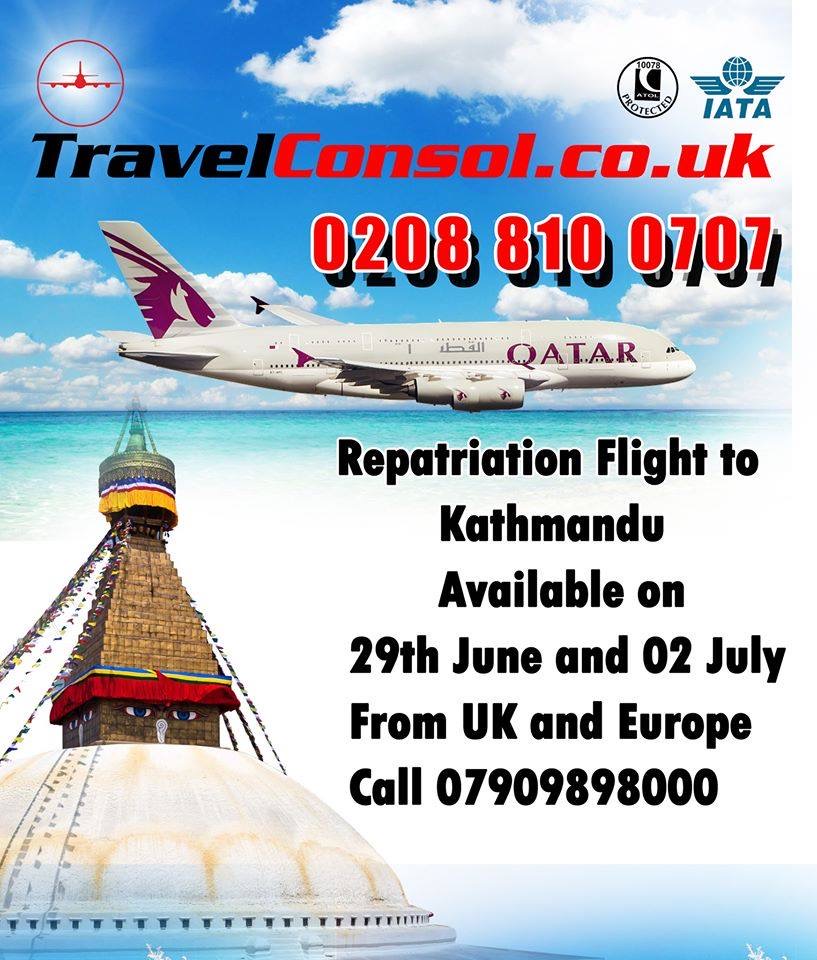 10078
ATOL
PROTECTED
IATA
TravelConsol.co.uk
0208 810 0707
القطرية
QATAR
Repatriation Flight to
Kathmandu
Available on
29th June and 02 July
From UK and Europe
Call 07909898000